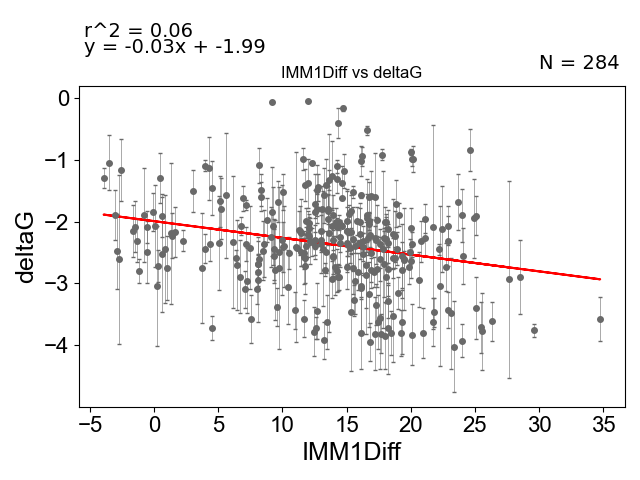 r^2 = 0.06
y = -0.03x + -1.99
N = 284
IMM1Diff vs deltaG
0
−1
−2
−3
−4
deltaG
−5
0
5
10
15
20
25
30
35
IMM1Diff